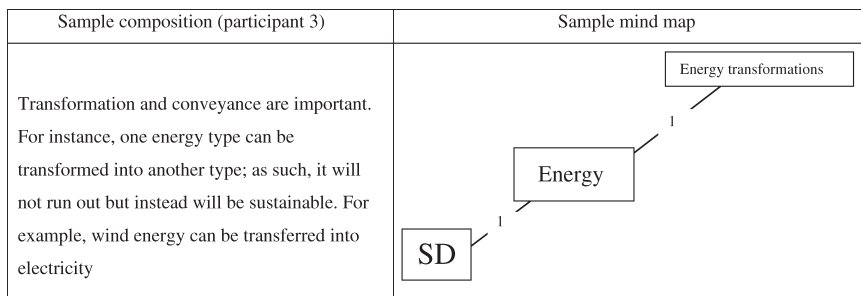 Sample composition (participant 3)
Sample mind map
Transformation and conveyance are important.
For instance, one energy type can be
transformed into another type; as such, it will
not run out but instead will be sustainable. For
example, wind energy can be transferred into
electricity
Energy transformations
1
Energy
1
SD